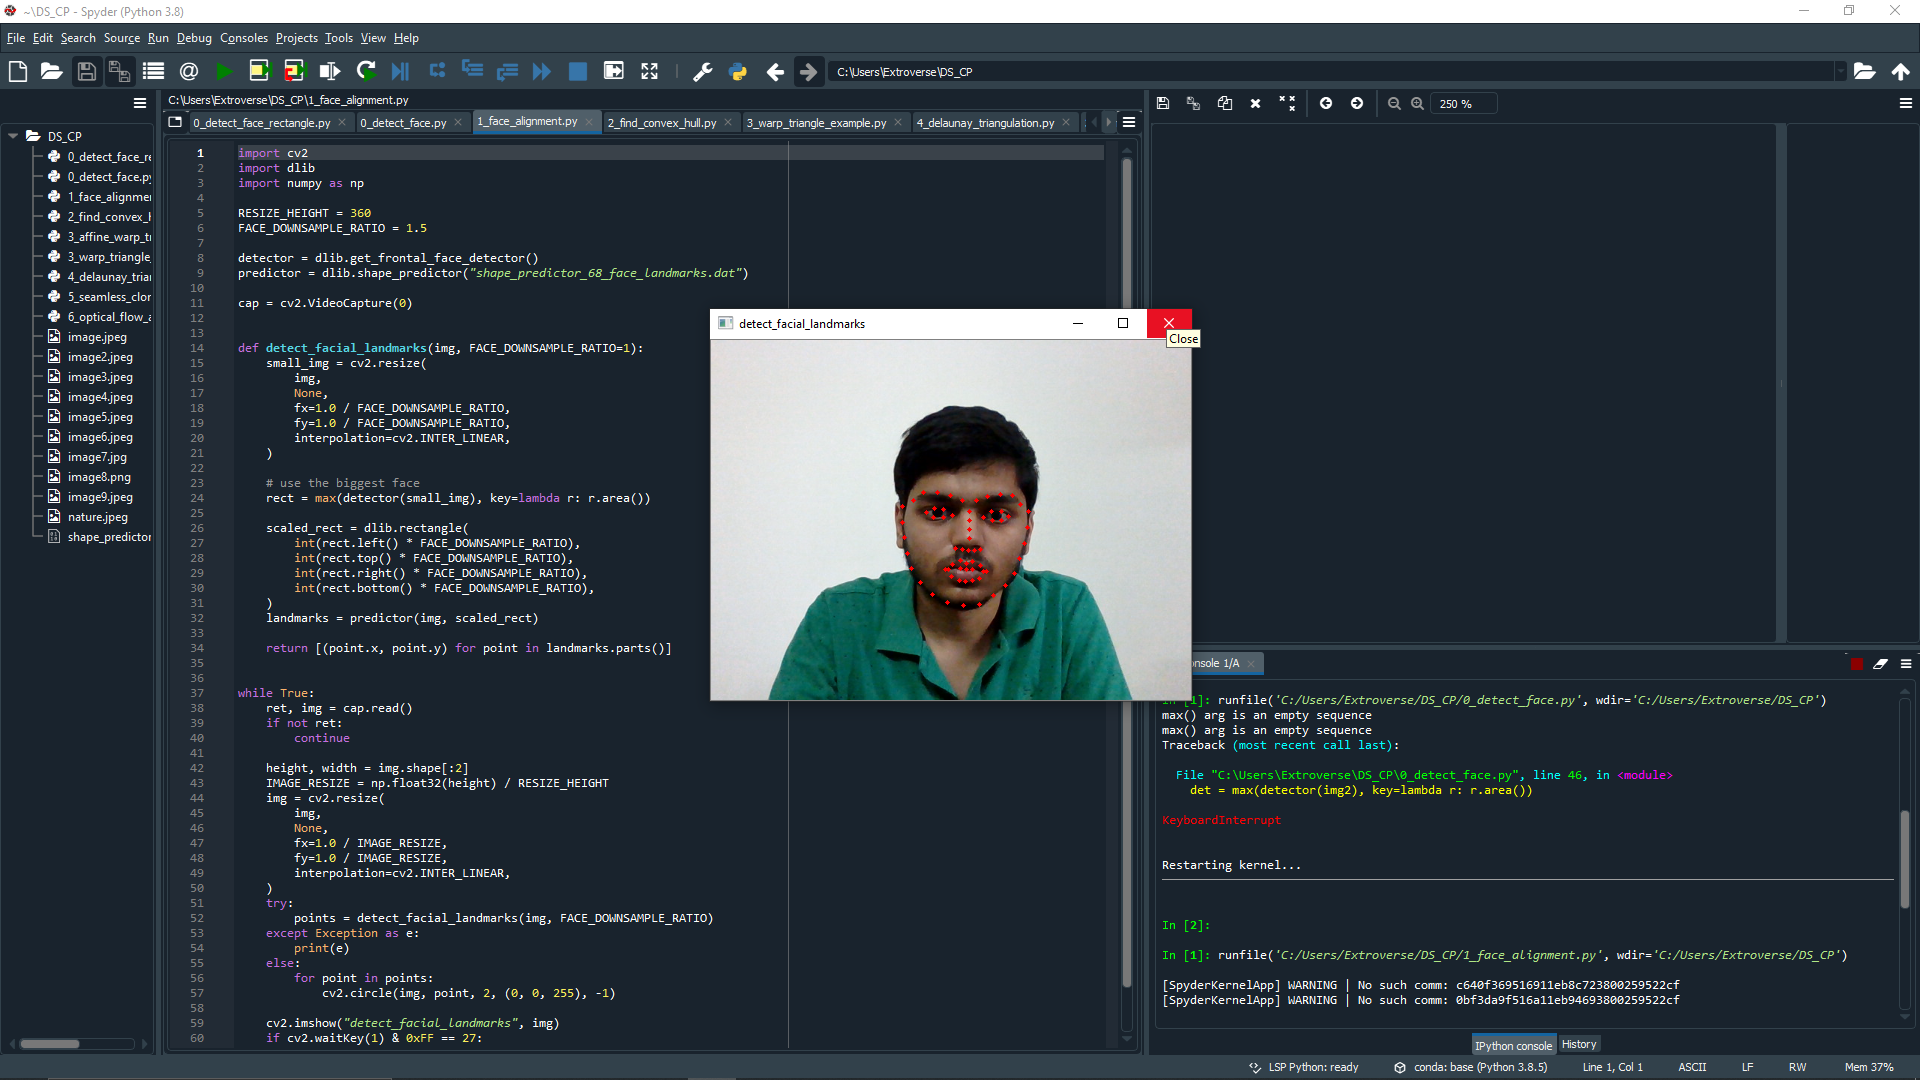 ~\DS_CP - Spyder (Python 3.8)
File Edit Search Source Run Debug Consoles Projects Tools View Help
C:\Users\Extroverse\DS_CP
C:\Users\Extroverse\DS_CP\1_face_alignment.py
250 %
0_detect_face_rectangle.py 0_detect_face.py 1_face_alignment.py 2_find_convex_hull.py 3_warp_triangle_example.py 4_delaunay_triangulation.py
DS_CP
0_detect_face_re
0_detect_face.py
1_face_alignmen
2_find_convex_h
3_affine_warp_tr
3_warp_triangle_
4_delaunay_trian
5_seamless_clon
6_optical_flow_a
image.jpeg
image2.jpeg
image3.jpeg
image4.jpeg
image5.jpeg
image6.jpeg
image7.jpg
image8.png
image9.jpeg
nature.jpeg
shape_predictor
1 import cv2
2 import dlib
3 import numpy as np
4
5 RESIZE_HEIGHT = 360
6 FACE_DOWNSAMPLE_RATIO = 1.5
7
8 detector = dlib.get_frontal_face_detector()
9 predictor = dlib.shape_predictor("shape_predictor_68_face_landmarks.dat")
10
11 cap = cv2.VideoCapture(0)
12
13
14 def detect_facial_landmarks(img, FACE_DOWNSAMPLE_RATIO=1):
15 small_img = cv2.resize(
16 img,
17 None,
18 fx=1.0 / FACE_DOWNSAMPLE_RATIO,
19 fy=1.0 / FACE_DOWNSAMPLE_RATIO,
20 interpolation=cv2.INTER_LINEAR,
21 )
22
23 # use the biggest face
24 rect = max(detector(small_img), key=lambda r: r.area())
25
26 scaled_rect = dlib.rectangle(
27 int(rect.left() * FACE_DOWNSAMPLE_RATIO),
28 int(rect.top() * FACE_DOWNSAMPLE_RATIO),
29 int(rect.right() * FACE_DOWNSAMPLE_RATIO),
30 int(rect.bottom() * FACE_DOWNSAMPLE_RATIO),
31 )
32 landmarks = predictor(img, scaled_rect)
33
34 return [(point.x, point.y) for point in landmarks.parts()]
35
36
37 while True:
38 ret, img = cap.read()
39 if not ret:
40 continue
41
42 height, width = img.shape[:2]
43 IMAGE_RESIZE = np.float32(height) / RESIZE_HEIGHT
44 img = cv2.resize(
45 img,
46 None,
47 fx=1.0 / IMAGE_RESIZE,
48 fy=1.0 / IMAGE_RESIZE,
49 interpolation=cv2.INTER_LINEAR,
50 )
51 try:
52 points = detect_facial_landmarks(img, FACE_DOWNSAMPLE_RATIO)
53 except Exception as e:
54 print(e)
55 else:
56 for point in points:
57 cv2.circle(img, point, 2, (0, 0, 255), -1)
58
59 cv2.imshow("detect_facial_landmarks", img)
60 if cv2.waitKey(1) & 0xFF == 27:
detect_facial_landmarks
Close
onsole 1/A
In [1]: runfile('C:/Users/Extroverse/DS_CP/0_detect_face.py', wdir='C:/Users/Extroverse/DS_CP')
max() arg is an empty sequence
max() arg is an empty sequence
Traceback (most recent call last):
File "C:\Users\Extroverse\DS_CP\0_detect_face.py", line 46, in <module>
det = max(detector(img2), key=lambda r: r.area())
KeyboardInterrupt
Restarting kernel...
In [2]:
In [1]: runfile('C:/Users/Extroverse/DS_CP/1_face_alignment.py', wdir='C:/Users/Extroverse/DS_CP')
[SpyderKernelApp] WARNING | No such comm: c640f369516911eb8c723800259522cf
[SpyderKernelApp] WARNING | No such comm: 0bf3da9f516a11eb94693800259522cf
IPython console History
LSP Python: ready conda: base (Python 3.8.5) Line 1, Col 1 ASCII LF RW Mem 37%